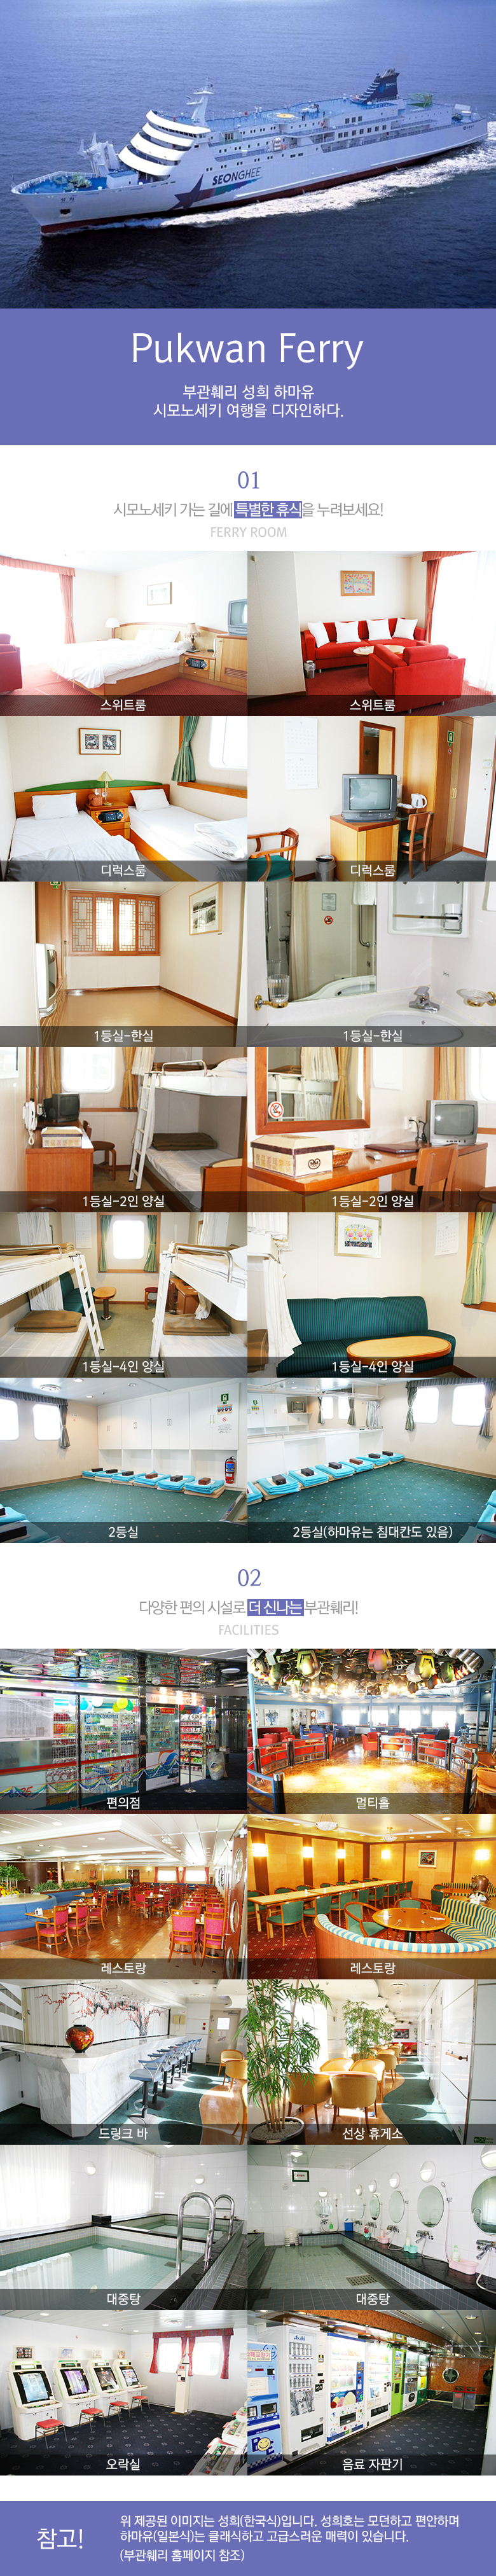 SEONGHEE
Pukwan Ferry
부관훼리 성희 하마유
시모노세키 여행을 디자인하다.
01
시모노세키 가는 길에 특별한 휴식을 누려보세요!
FERRY ROOM
스위트룸
스위트룸
디럭스룸
디럭스룸
1등실-한실
1등실-한실
1등실-2인 양실
1등실-2인 양실
1등실-4인 양실
1등실-4인 양실
2등실
2등실(하마유는 침대칸도 있음)
02
다양한 편의 시설로 더 신나는 부관훼리!
FACILITIES
편의점
멀티홀
레스토랑
레스토랑
드링크 바
선상 휴게소
대중탕
대중탕
오락실
Asahi
음료 자판기
참고!
위 제공된 이미지는 성희(한국식)입니다. 성희호는 모던하고 편안하며
하마유(일본식)는 클래식하고 고급스러운 매력이 있습니다.
(부관훼리 홈페이지 참조)